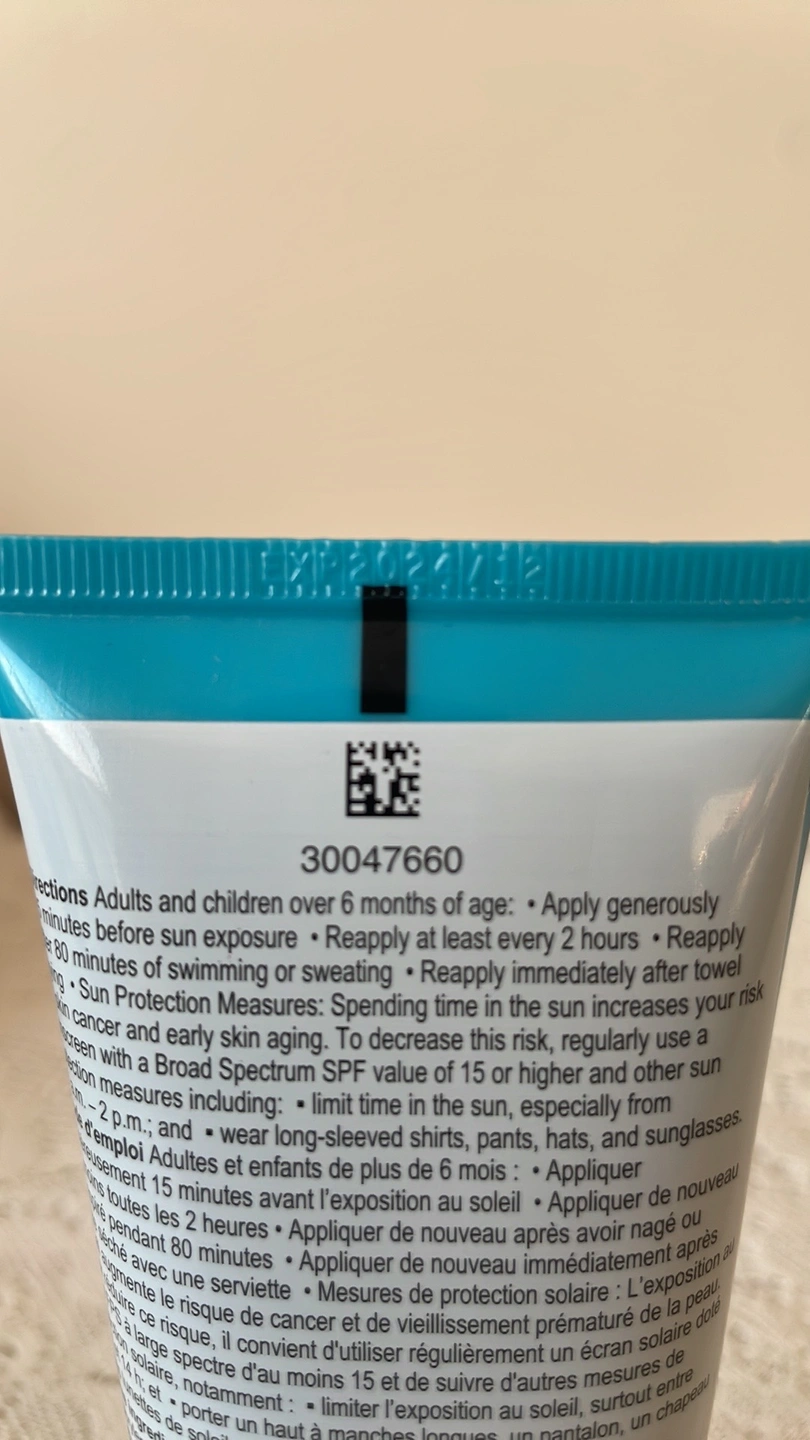 30047660
Directions Adults and children over 6 months of age: • Apply generously
minutes before sun exposure • Reapply at least every 2 hours • Reapply
80 minutes of swimming or sweating • Reapply immediately after towel
• Sun Protection Measures: Spending time in the sun increases your risk
cancer and early skin aging. To decrease this risk, regularly use a
with a Broad Spectrum SPF value of 15 or higher and other sun
measures including: ▪ limit time in the sun, especially from
– 2 p.m.; and ▪ wear long-sleeved shirts, pants, hats, and sunglasses.
d'emploi Adultes et enfants de plus de 6 mois : • Appliquer
15 minutes avant l'exposition au soleil • Appliquer de nouveau
toutes les 2 heures • Appliquer de nouveau après avoir nagé ou
pendant 80 minutes • Appliquer de nouveau immédiatement après
séché avec une serviette • Mesures de protection solaire : L'exposition au
augmente le risque de cancer et de vieillissement prématuré de la peau.
ce risque, il convient d'utiliser régulièrement un écran solaire doté
à large spectre d'au moins 15 et de suivre d'autres mesures de
solaire, notamment : ▪ limiter l'exposition au soleil, surtout entre
14 h; et ▪ porter un haut à manches longues, un pantalon, un chapeau
de soleil